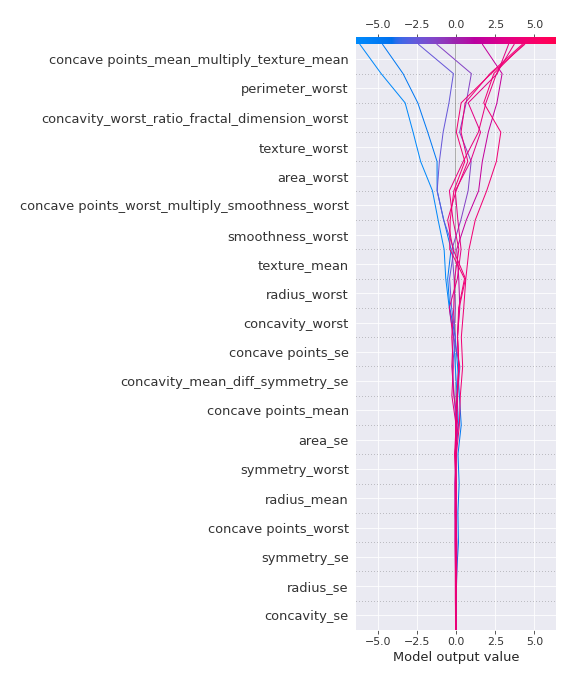 −5.0 −2.5 0.0 2.5 5.0
concave points_mean_multiply_texture_mean
perimeter_worst
concavity_worst_ratio_fractal_dimension_worst
texture_worst
area_worst
concave points_worst_multiply_smoothness_worst
smoothness_worst
texture_mean
radius_worst
concavity_worst
concave points_se
concavity_mean_diff_symmetry_se
concave points_mean
area_se
symmetry_worst
radius_mean
concave points_worst
symmetry_se
radius_se
concavity_se
−5.0 −2.5 0.0 2.5 5.0
Model output value